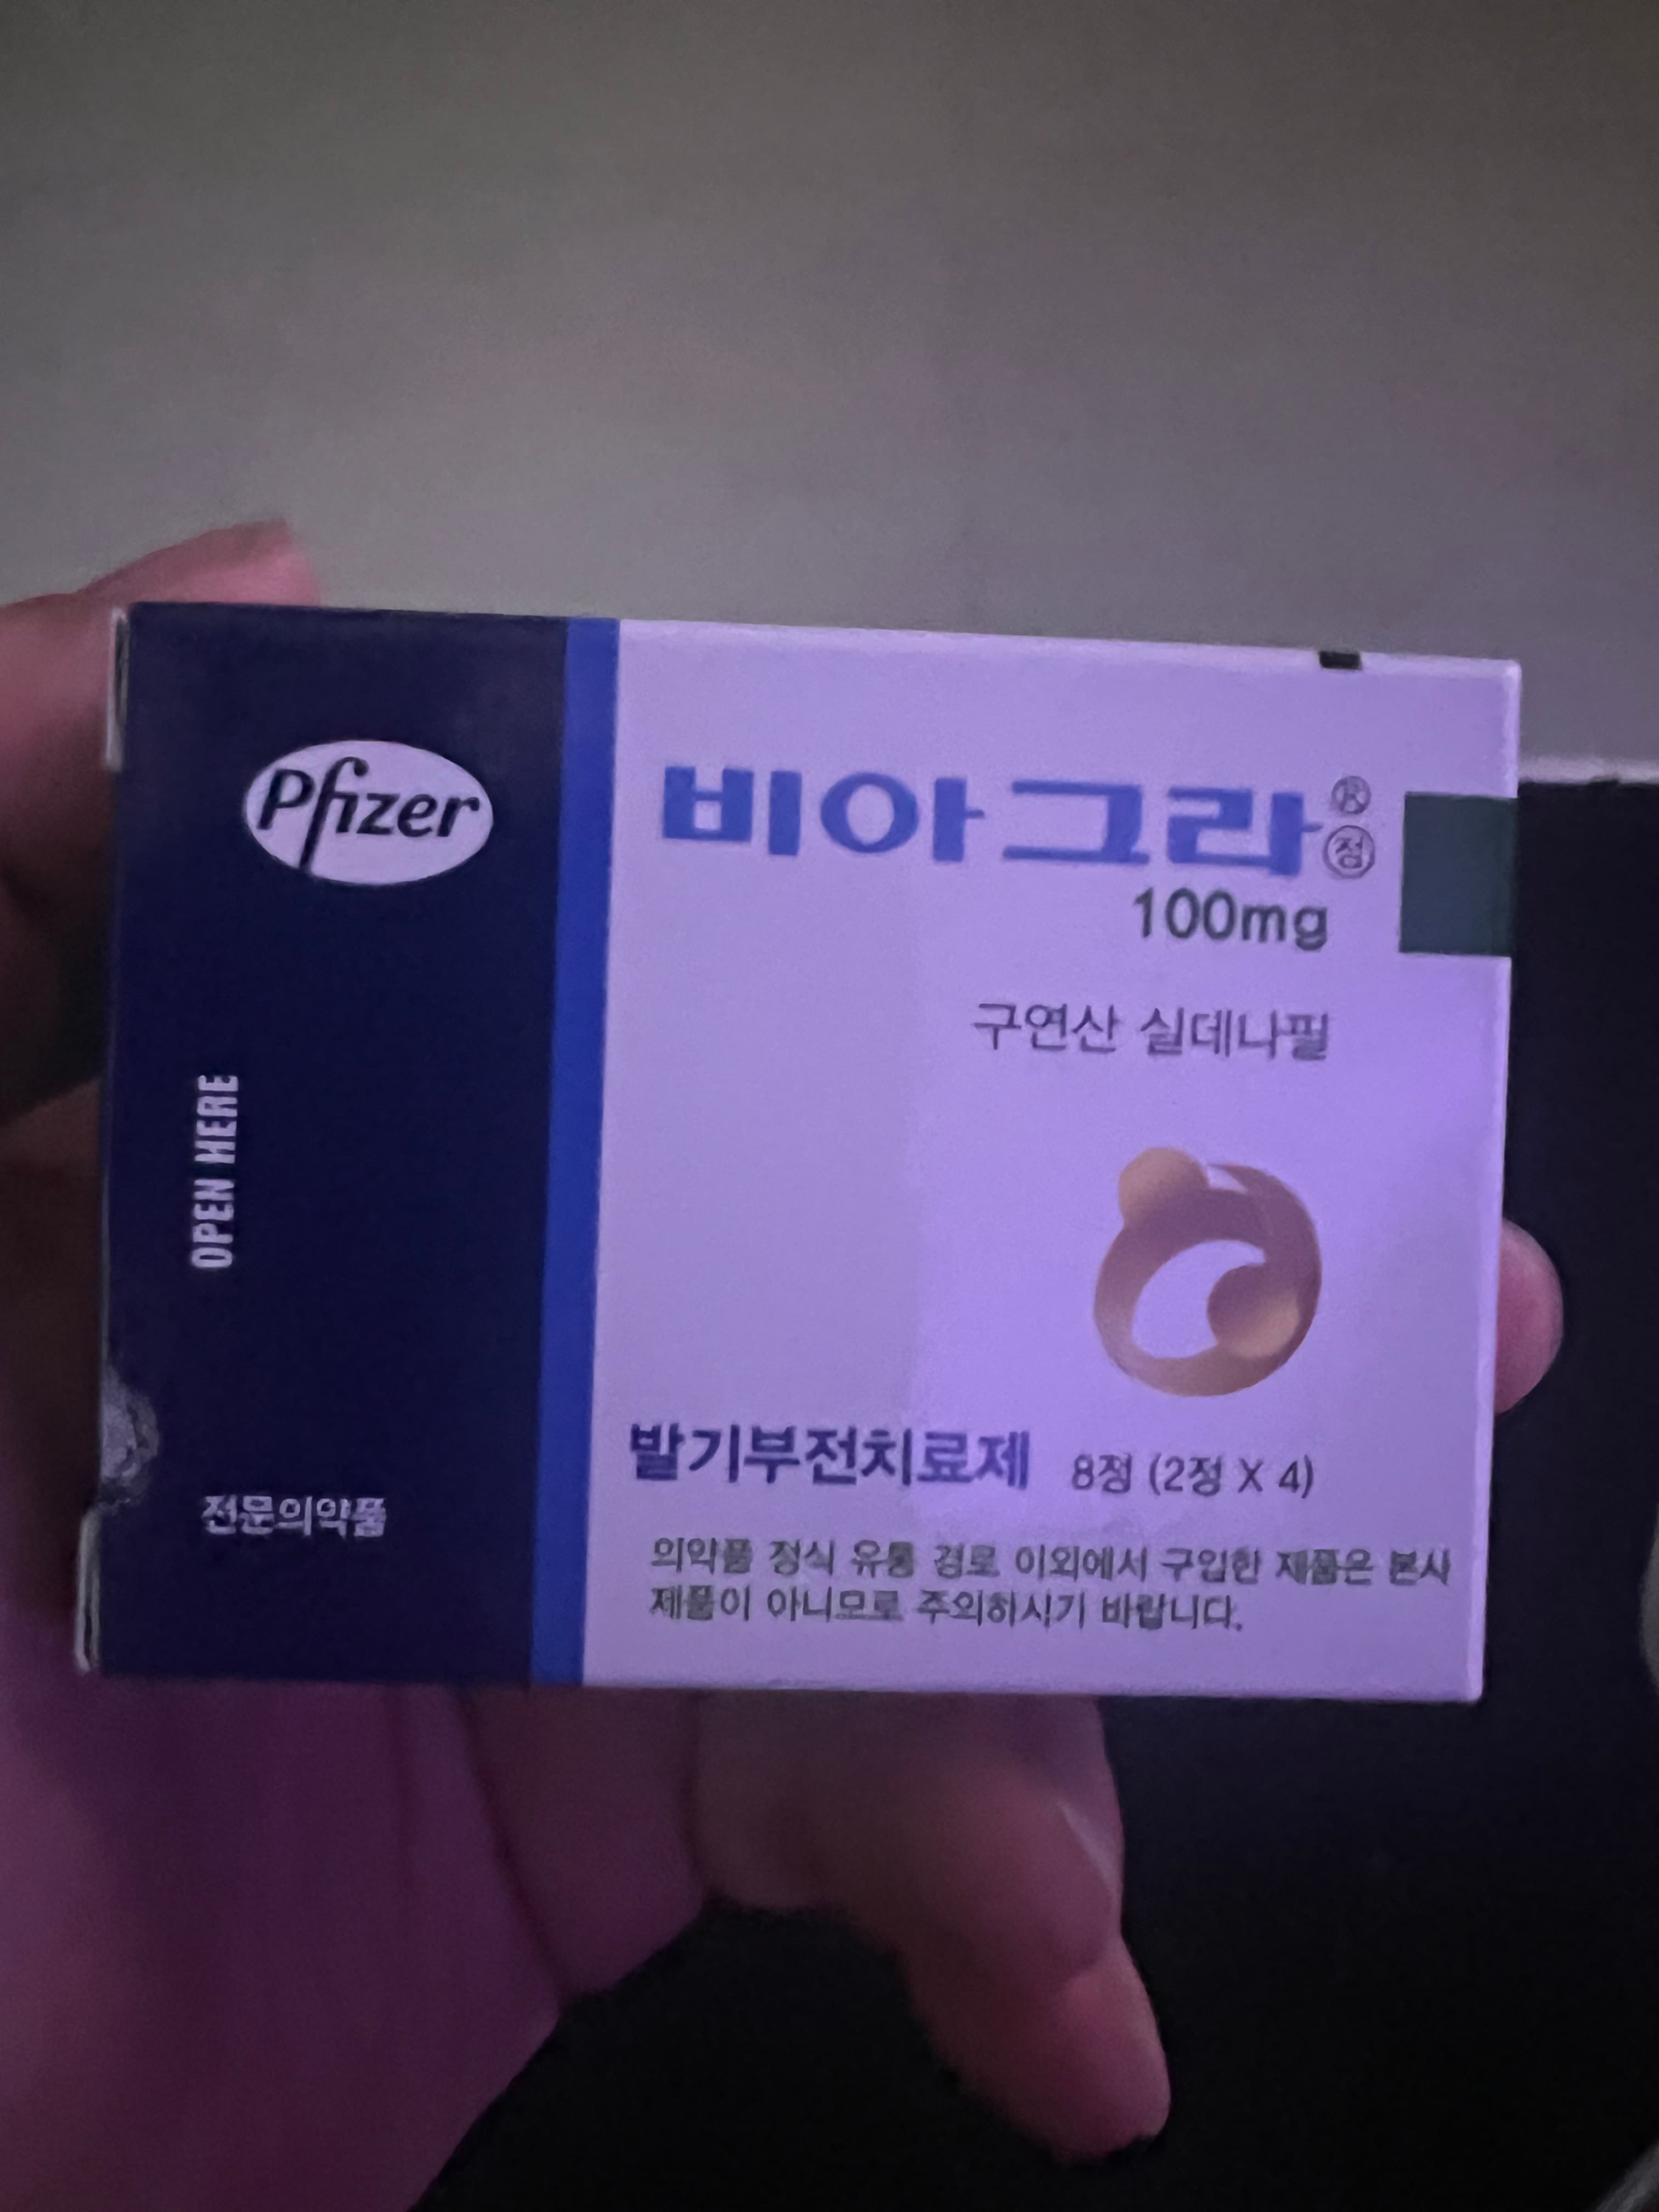 Pfizer
비아그라® 정
100mg
구연산 실데나필
OPEN HERE
발기부전치료제 8정 (2정 X 4)
전문의약품
의약품 정식 유통 경로 이외에서 구입한 제품은 본사
제품이 아니므로 주의하시기 바랍니다.